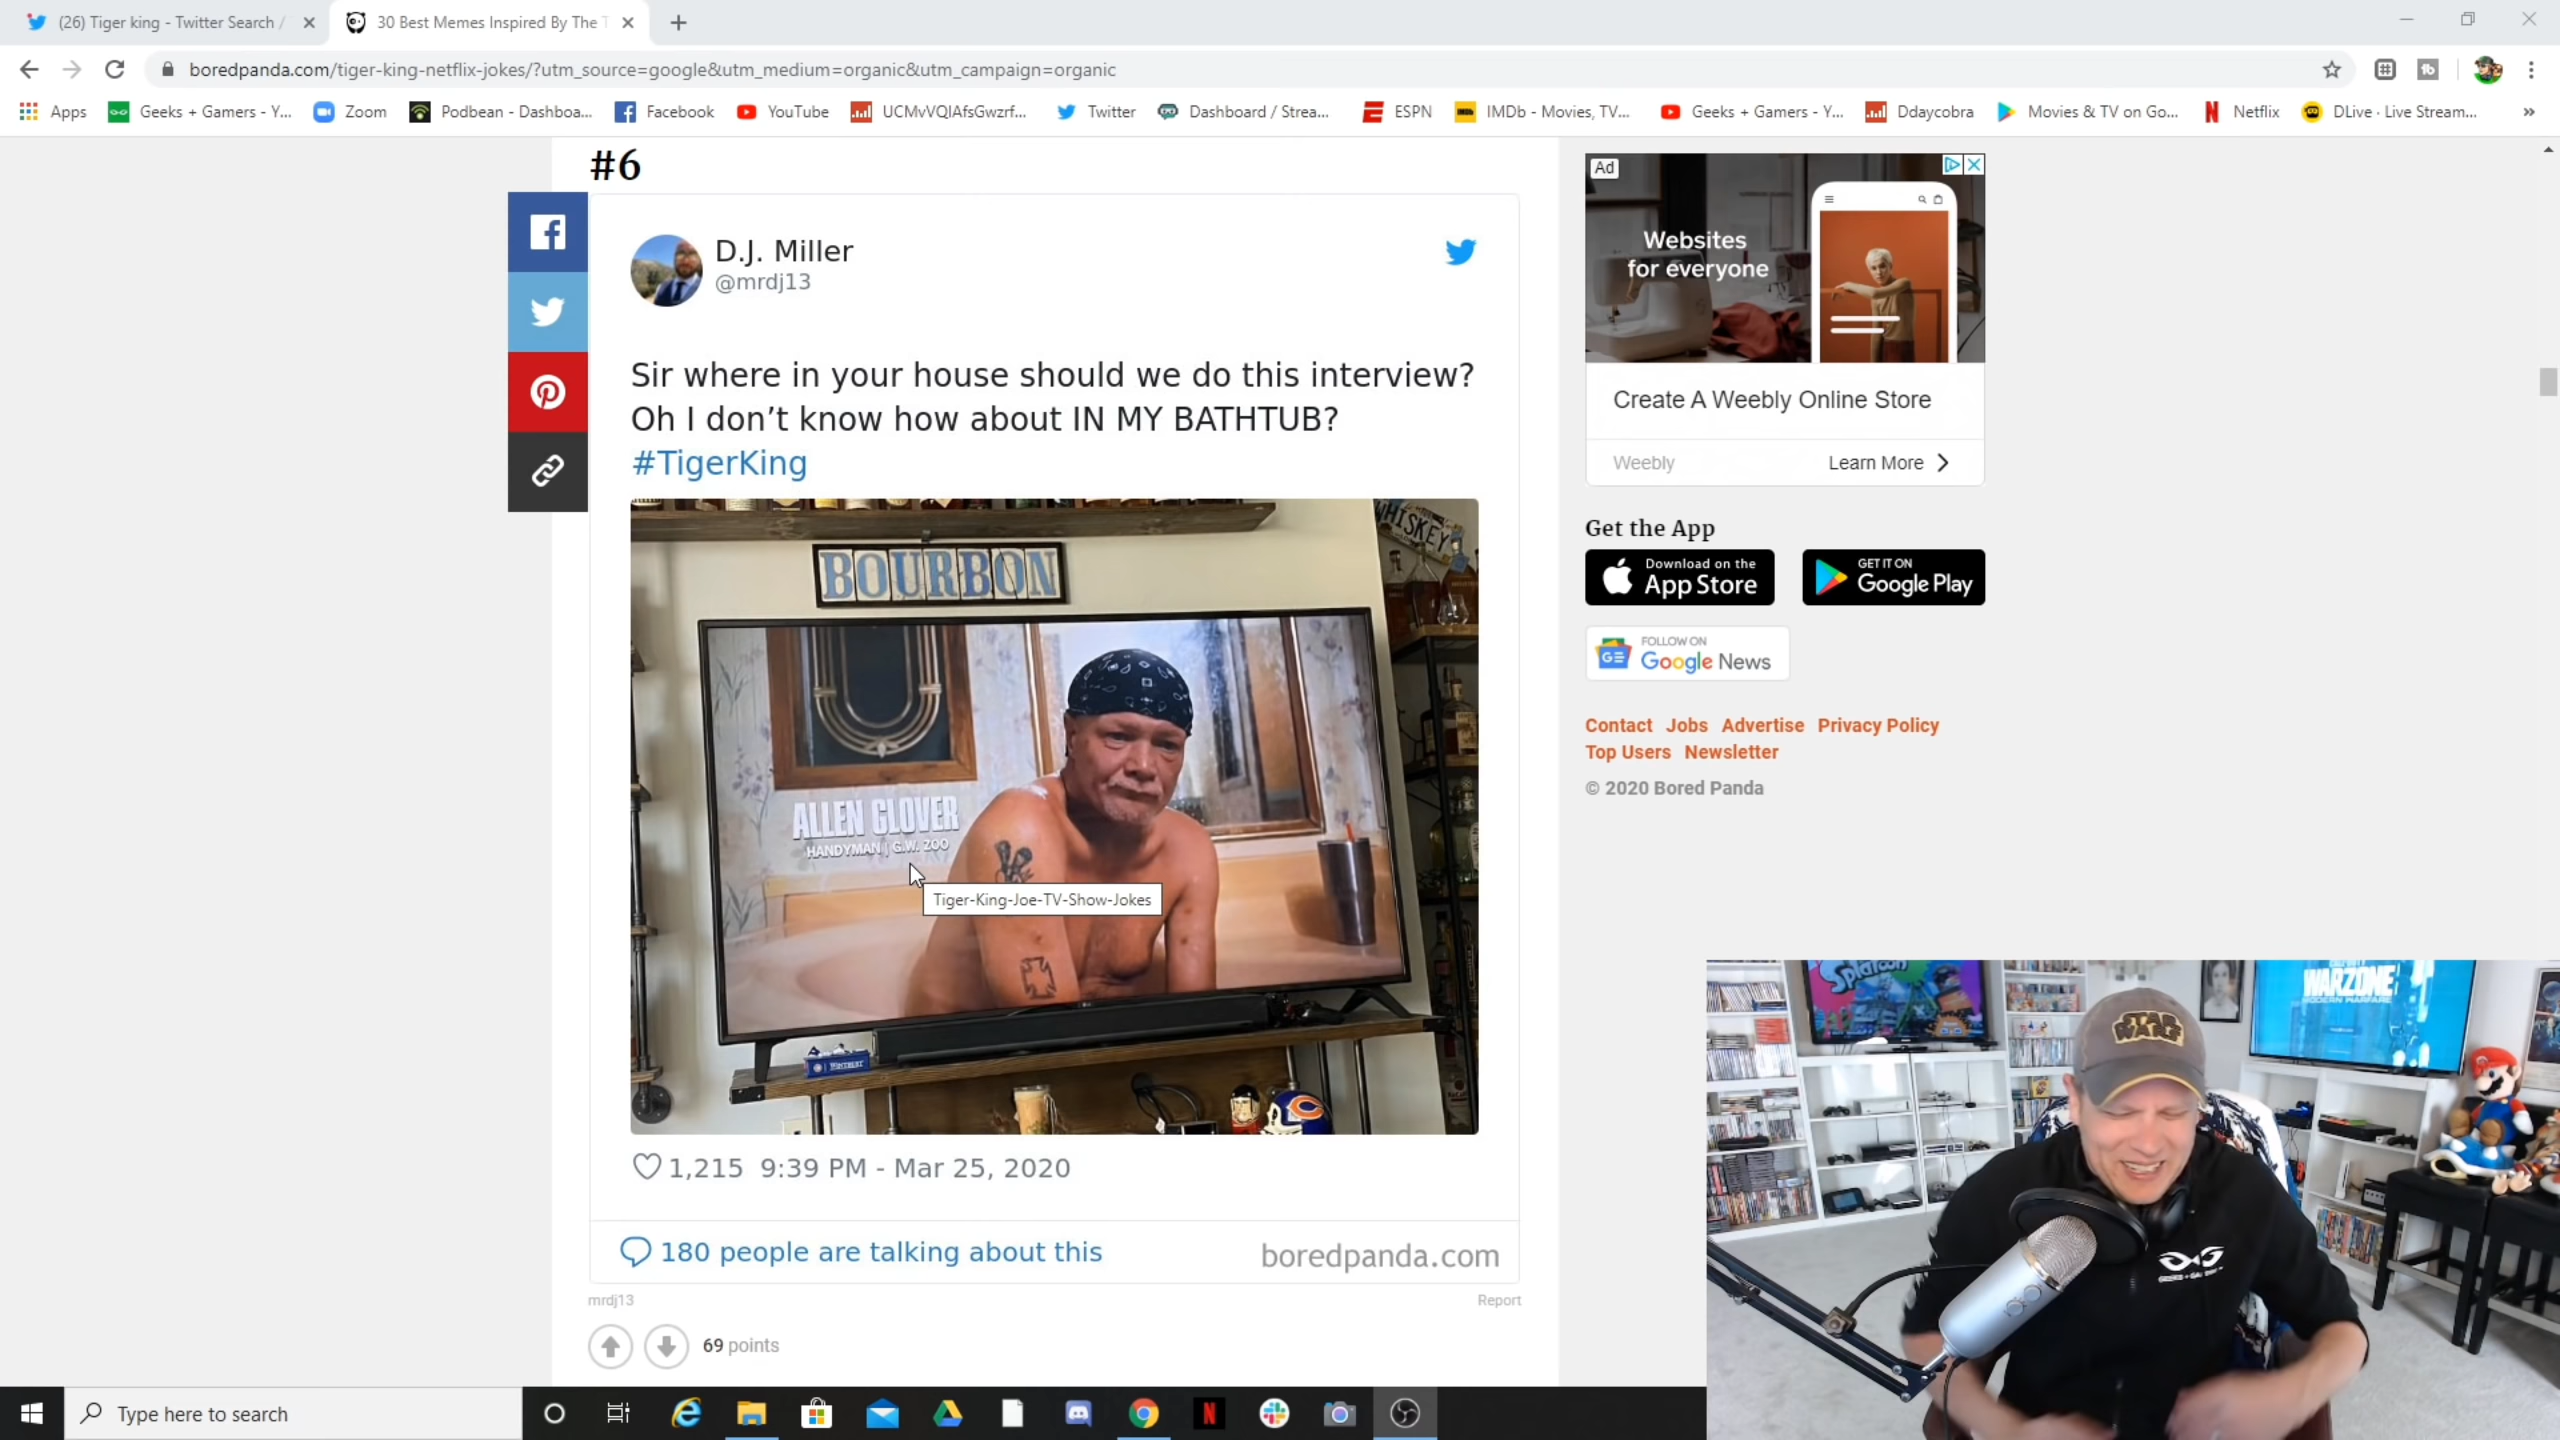 (26) Tiger king - Twitter Search /
30 Best Memes Inspired By The T
boredpanda.com/tiger-king-netflix-jokes/?utm_source=google&utm_medium=organic&utm_campaign=organic
Apps
Geeks + Gamers - Y...
Zoom
Podbean - Dashboa...
Facebook
YouTube
UCMvVQIAfsGwzrf...
Twitter
Dashboard / Strea...
ESPN
IMDb - Movies, TV...
Geeks + Gamers - Y...
Ddaycobra
Movies & TV on Go...
Netflix
DLive · Live Stream...
#6
D.J. Miller
@mrdj13
Sir where in your house should we do this interview?
Oh I don’t know how about IN MY BATHTUB?
#TigerKing
WHISKEY
BOURBON
ALLEN GLOVER
HANDYMAN | G.W. ZOO
Tiger-King-Joe-TV-Show-Jokes
1,215 9:39 PM - Mar 25, 2020
180 people are talking about this
boredpanda.com
mrdj13
Report
69 points
Ad
Websites
for everyone
Create A Weebly Online Store
Weebly
Learn More
Get the App
Download on the
App Store
GET IT ON
Google Play
FOLLOW ON
Google News
Contact Jobs Advertise Privacy Policy
Top Users Newsletter
© 2020 Bored Panda
Splatoon
WARZONE
MODERN WARFARE
STAR
WARS
Type here to search